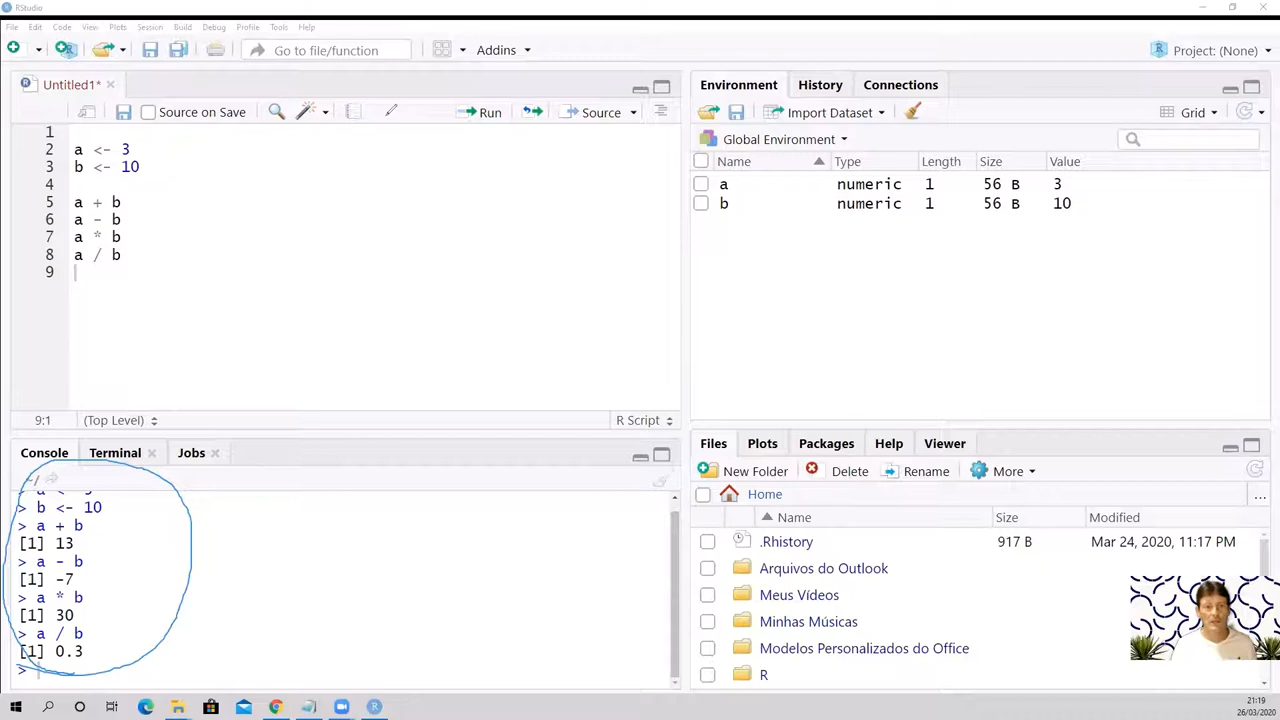 RStudio
File Edit Code View Plots Session Build Debug Profile Tools Help
Go to file/function Addins Project: (None)
Untitled1*
Source on Save Run Source
1
2 a <- 3
3 b <- 10
4
5 a + b
6 a - b
7 a * b
8 a / b
9
9:1 (Top Level) R Script
Console Terminal Jobs
~/
> a <- 3
> b <- 10
> a + b
[1] 13
> a - b
[1] -7
> a * b
[1] 30
> a / b
[1] 0.3
>
Environment History Connections
Import Dataset Grid
Global Environment
Name Type Length Size Value
a numeric 1 56 B 3
b numeric 1 56 B 10
Files Plots Packages Help Viewer
New Folder Delete Rename More
Home ...
Name Size Modified
.Rhistory 917 B Mar 24, 2020, 11:17 PM
Arquivos do Outlook
Meus Vídeos
Minhas Músicas
Modelos Personalizados do Office
R
21:19
26/03/2020